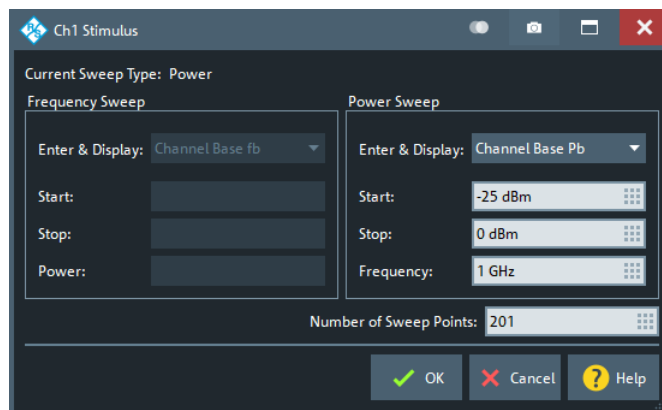 Ch1 Stimulus
Current Sweep Type: Power
Frequency Sweep
Enter & Display: Channel Base fb
Start:
Stop:
Power:
Power Sweep
Enter & Display: Channel Base Pb
Start: -25 dBm
Stop: 0 dBm
Frequency: 1 GHz
Number of Sweep Points: 201
OK
Cancel
? Help